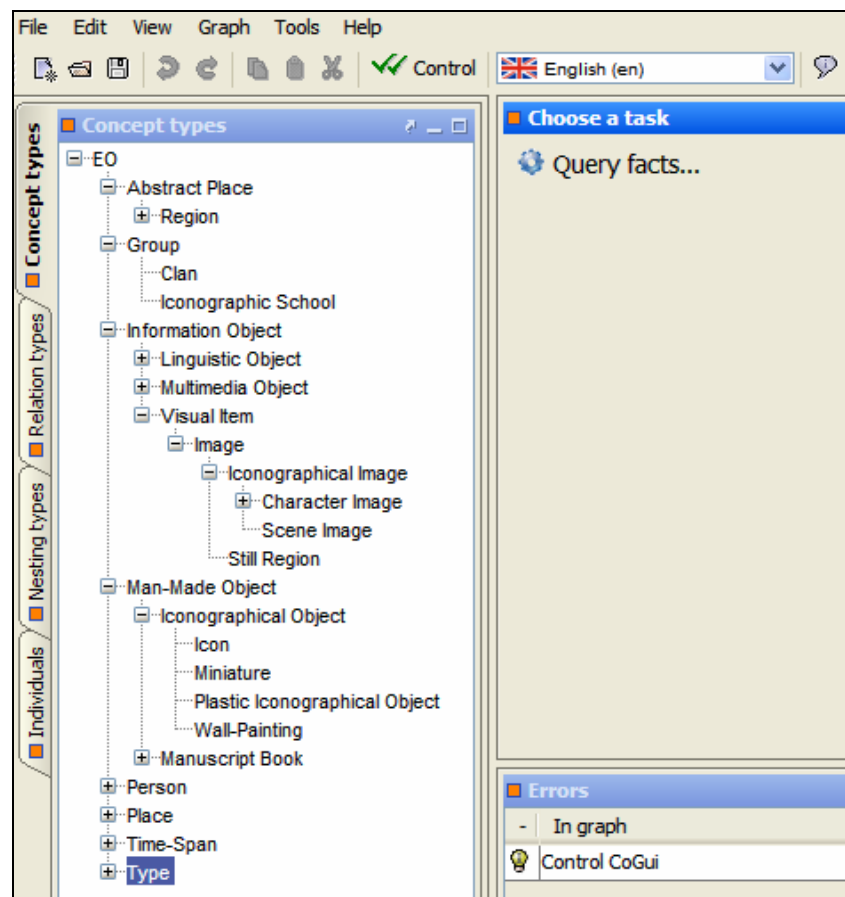 File Edit View Graph Tools Help
Control English (en)
Concept types
Relation types
Nesting types
Individuals
Concept types
EO
Abstract Place
Region
Group
Clan
Iconographic School
Information Object
Linguistic Object
Multimedia Object
Visual Item
Image
Iconographical Image
Character Image
Scene Image
Still Region
Man-Made Object
Iconographical Object
Icon
Miniature
Plastic Iconographical Object
Wall-Painting
Manuscript Book
Person
Place
Time-Span
Type
Choose a task
Query facts...
Errors
- In graph
Control CoGui